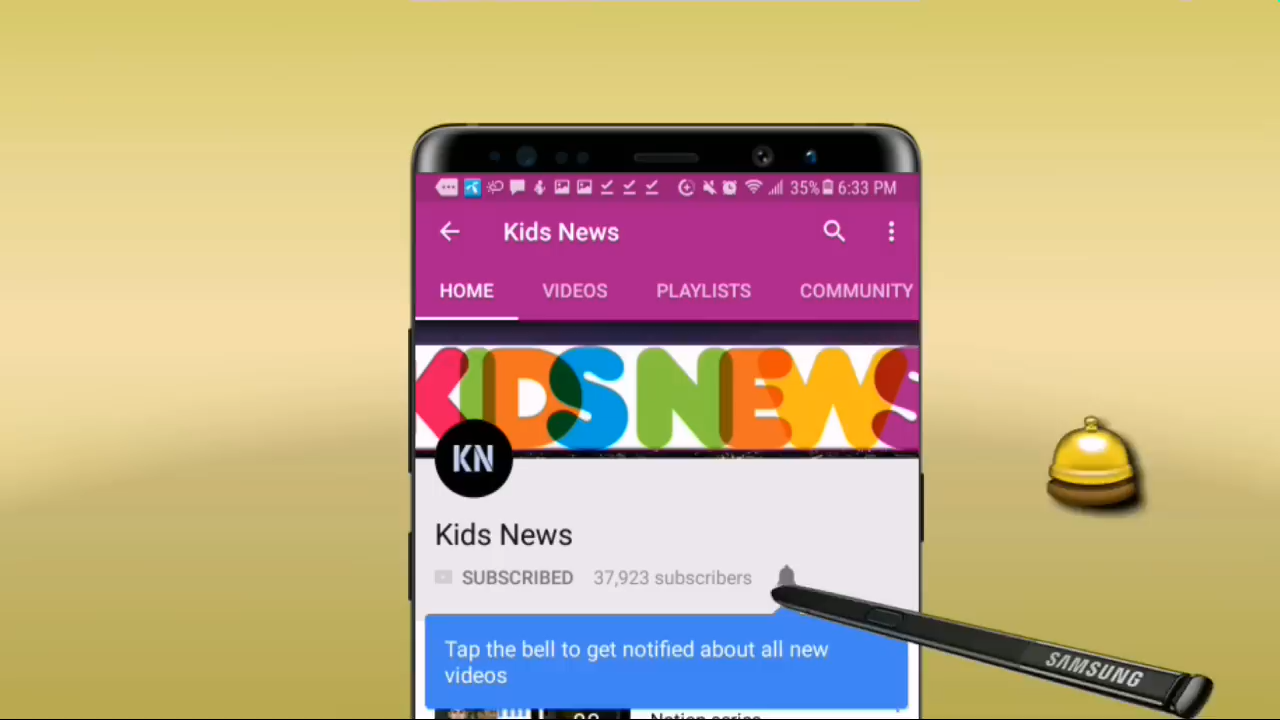 35% 6:33 PM
Kids News
HOME VIDEOS PLAYLISTS COMMUNITY
KIDS NEWS
KN
Kids News
SUBSCRIBED 37,923 subscribers
Tap the bell to get notified about all new
videos
SAMSUNG